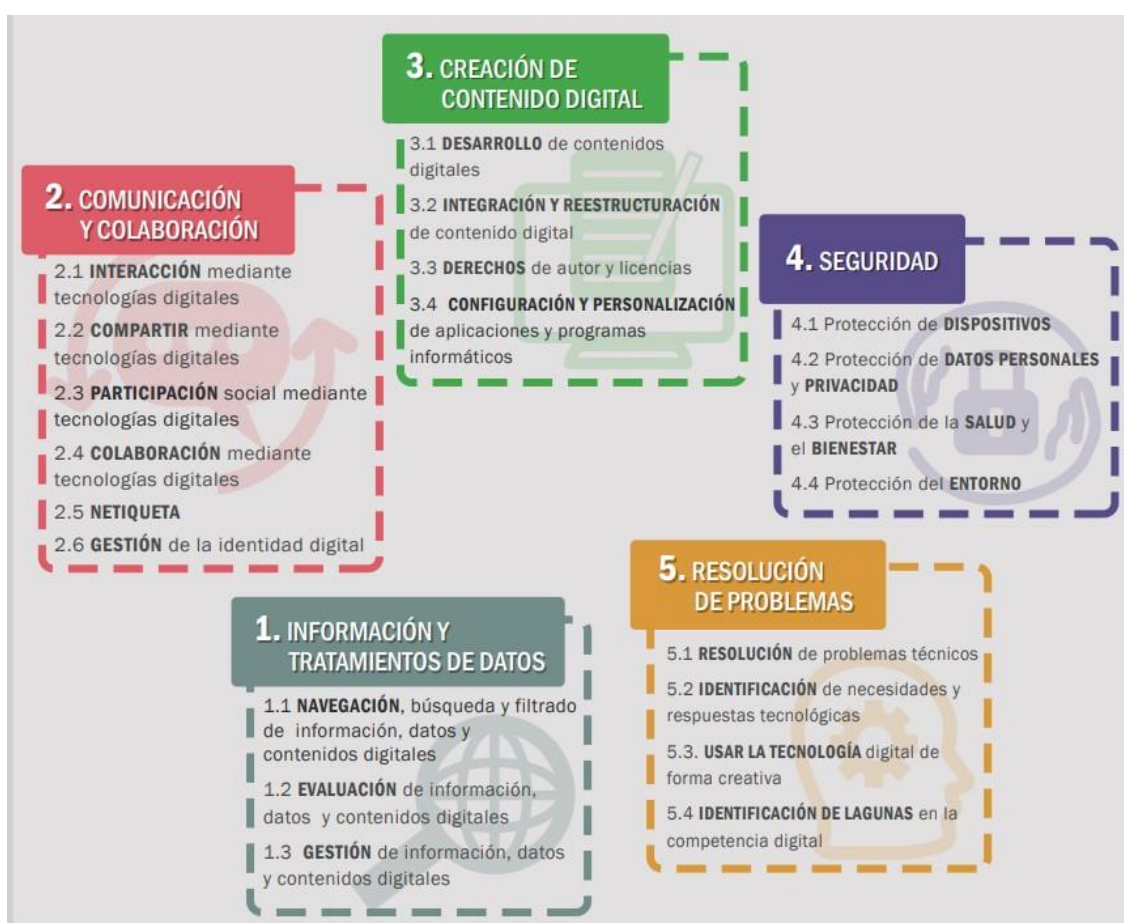 3. CREACIÓN DE
CONTENIDO DIGITAL
3.1 DESARROLLO de contenidos
digitales
3.2 INTEGRACIÓN Y REESTRUCTURACIÓN
de contenido digital
3.3 DERECHOS de autor y licencias
3.4 CONFIGURACIÓN Y PERSONALIZACIÓN
de aplicaciones y programas
informáticos
2. COMUNICACIÓN
Y COLABORACIÓN
2.1 INTERACCIÓN mediante
tecnologías digitales
2.2 COMPARTIR mediante
tecnologías digitales
2.3 PARTICIPACIÓN social mediante
tecnologías digitales
2.4 COLABORACIÓN mediante
tecnologías digitales
2.5 NETIQUETA
2.6 GESTIÓN de la identidad digital
4. SEGURIDAD
4.1 Protección de DISPOSITIVOS
4.2 Protección de DATOS PERSONALES
y PRIVACIDAD
4.3 Protección de la SALUD y
el BIENESTAR
4.4 Protección del ENTORNO
1. INFORMACIÓN Y
TRATAMIENTOS DE DATOS
1.1 NAVEGACIÓN, búsqueda y filtrado
de información, datos y
contenidos digitales
1.2 EVALUACIÓN de información,
datos y contenidos digitales
1.3 GESTIÓN de información, datos
y contenidos digitales
5. RESOLUCIÓN
DE PROBLEMAS
5.1 RESOLUCIÓN de problemas técnicos
5.2 IDENTIFICACIÓN de necesidades y
respuestas tecnológicas
5.3. USAR LA TECNOLOGÍA digital de
forma creativa
5.4 IDENTIFICACIÓN DE LAGUNAS en la
competencia digital